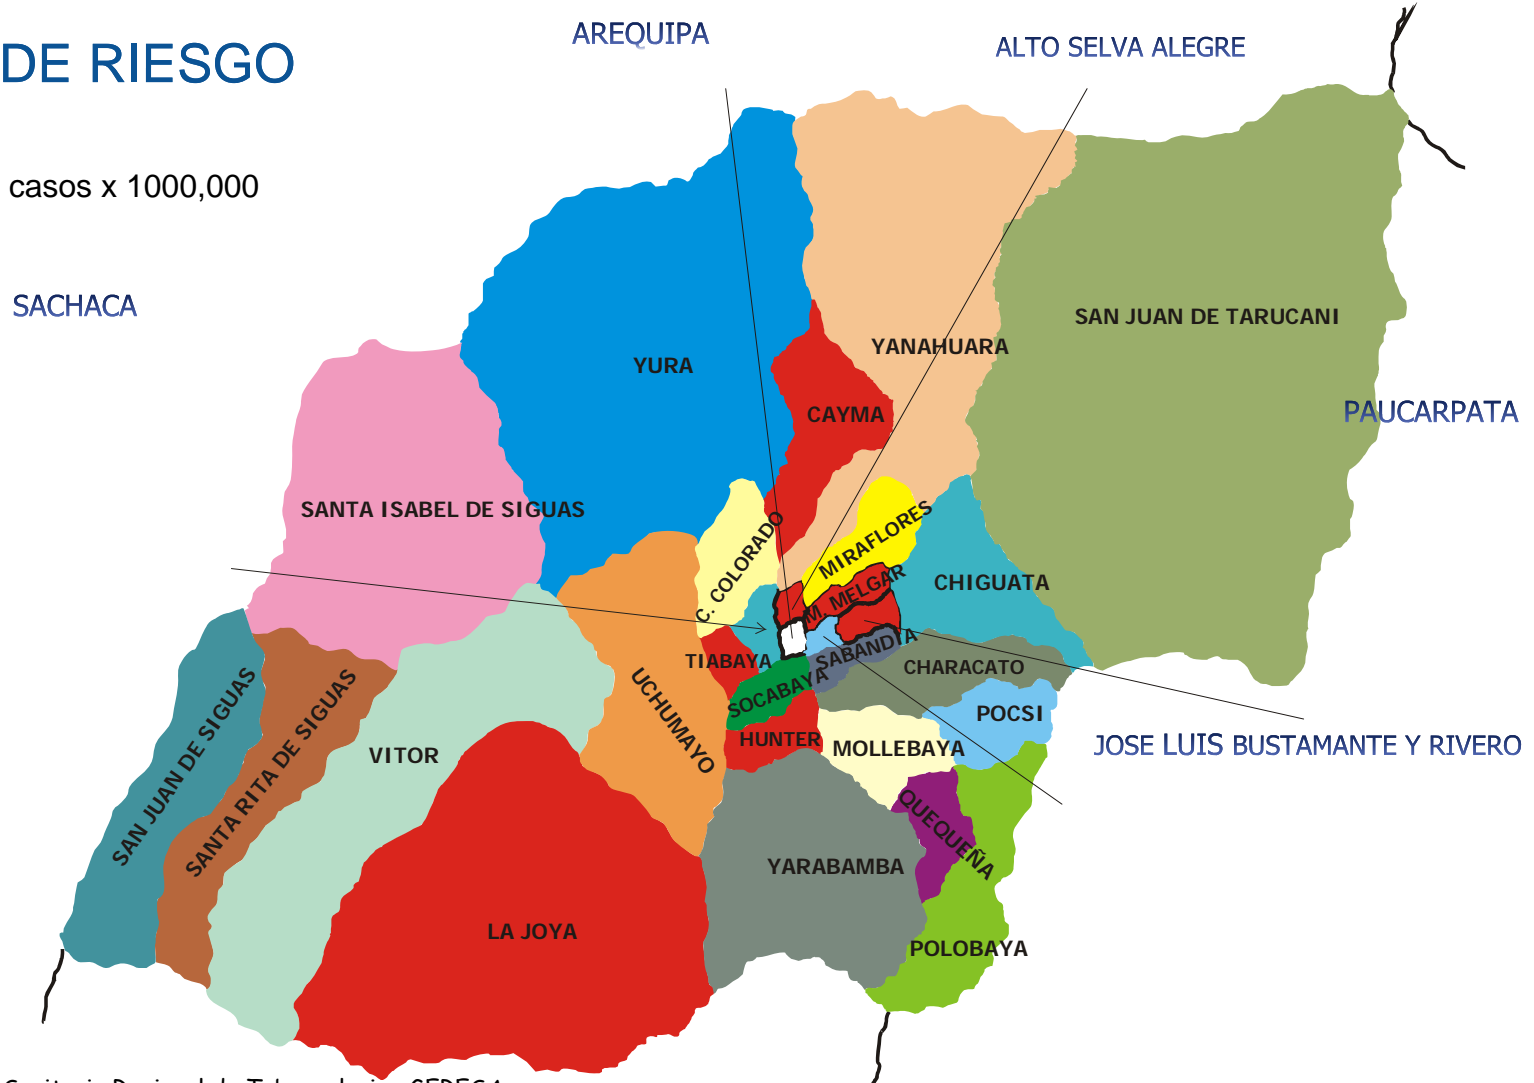 AREQUIPA
ALTO SELVA ALEGRE
DE RIESGO
casos x 1000,000
SACHACA
SAN JUAN DE TARUCANI
YANAHUARA
YURA
CAYMA
PAUCARPATA
SANTA ISABEL DE SIGUAS
C. COLORADO
MIRAFLORES
M. MELGAR
CHIGUATA
TIABAYA
SABANDIA
CHARACATO
SOCABAYA
UCHUMAYO
POCSI
HUNTER
MOLLEBAYA
JOSE LUIS BUSTAMANTE Y RIVERO
SAN JUAN DE SIGUAS
SANTA RITA DE SIGUAS
VITOR
QUEQUEÑA
YARABAMBA
LA JOYA
POLOBAYA